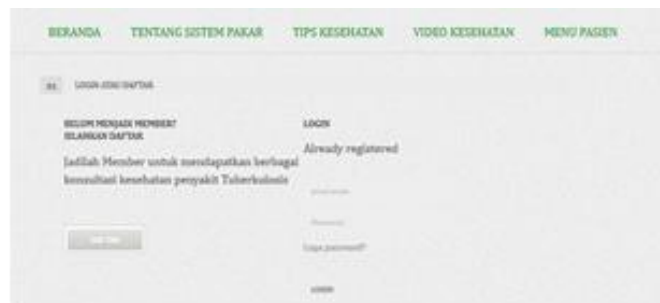 BERANDA TENTANG SISTEM PAKAR TIPS KESEHATAN VIDEO KESEHATAN MENU PASIEN
LOGIN ATAU DAFTAR
BELUM MENJADI MEMBER?
SILAHKAN DAFTAR
Jadilah Member untuk mendapatkan berbagai
konsultasi kesehatan penyakit Tuberkulosis
LOGIN
Already registered
Password
Lupa password?
LOGIN